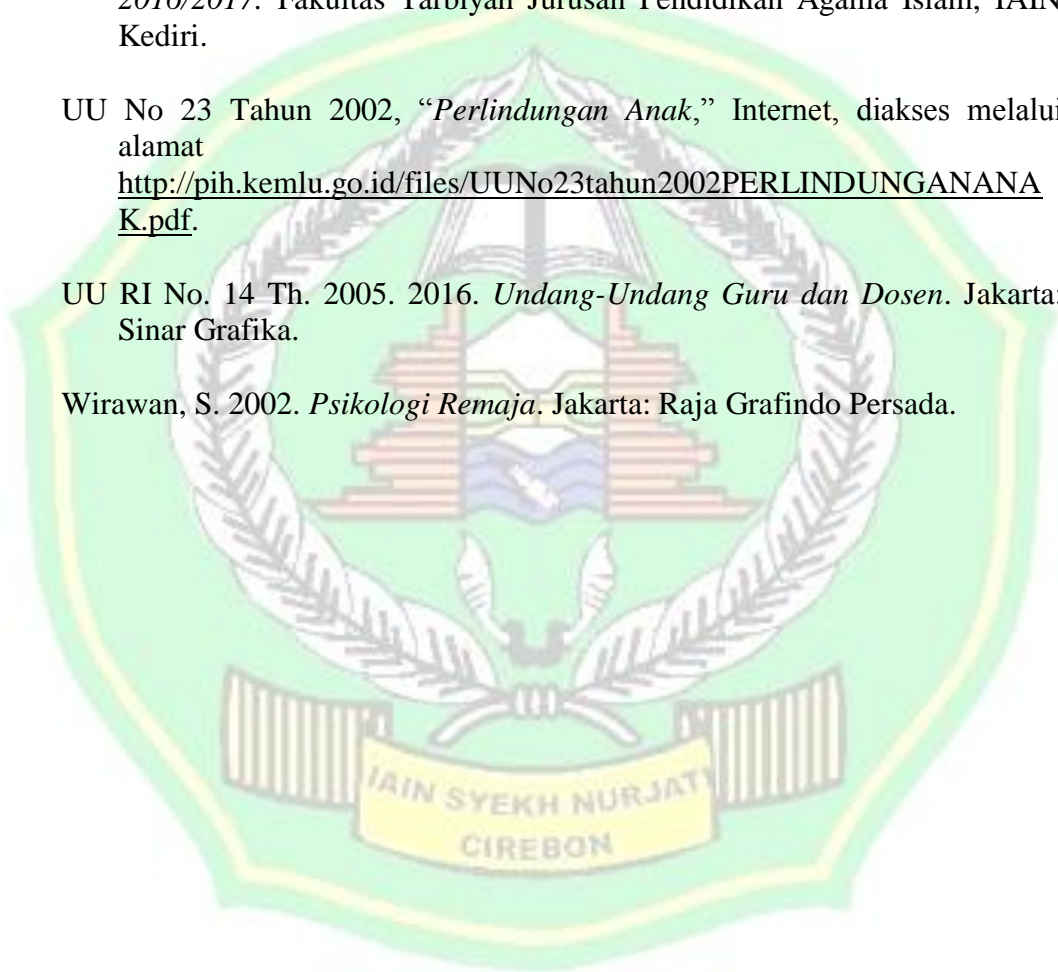 2016/2017. Fakultas Tarbiyah Jurusan Pendidikan Agama Islam, IAIN
Kediri.
UU No 23 Tahun 2002, “Perlindungan Anak,” Internet, diakses melalui
alamat
http://pih.kemlu.go.id/files/UUNo23tahun2002PERLINDUNGANANA
K.pdf.
UU RI No. 14 Th. 2005. 2016. Undang-Undang Guru dan Dosen. Jakarta:
Sinar Grafika.
Wirawan, S. 2002. Psikologi Remaja. Jakarta: Raja Grafindo Persada.
IAIN SYEKH NURJATI
CIREBON